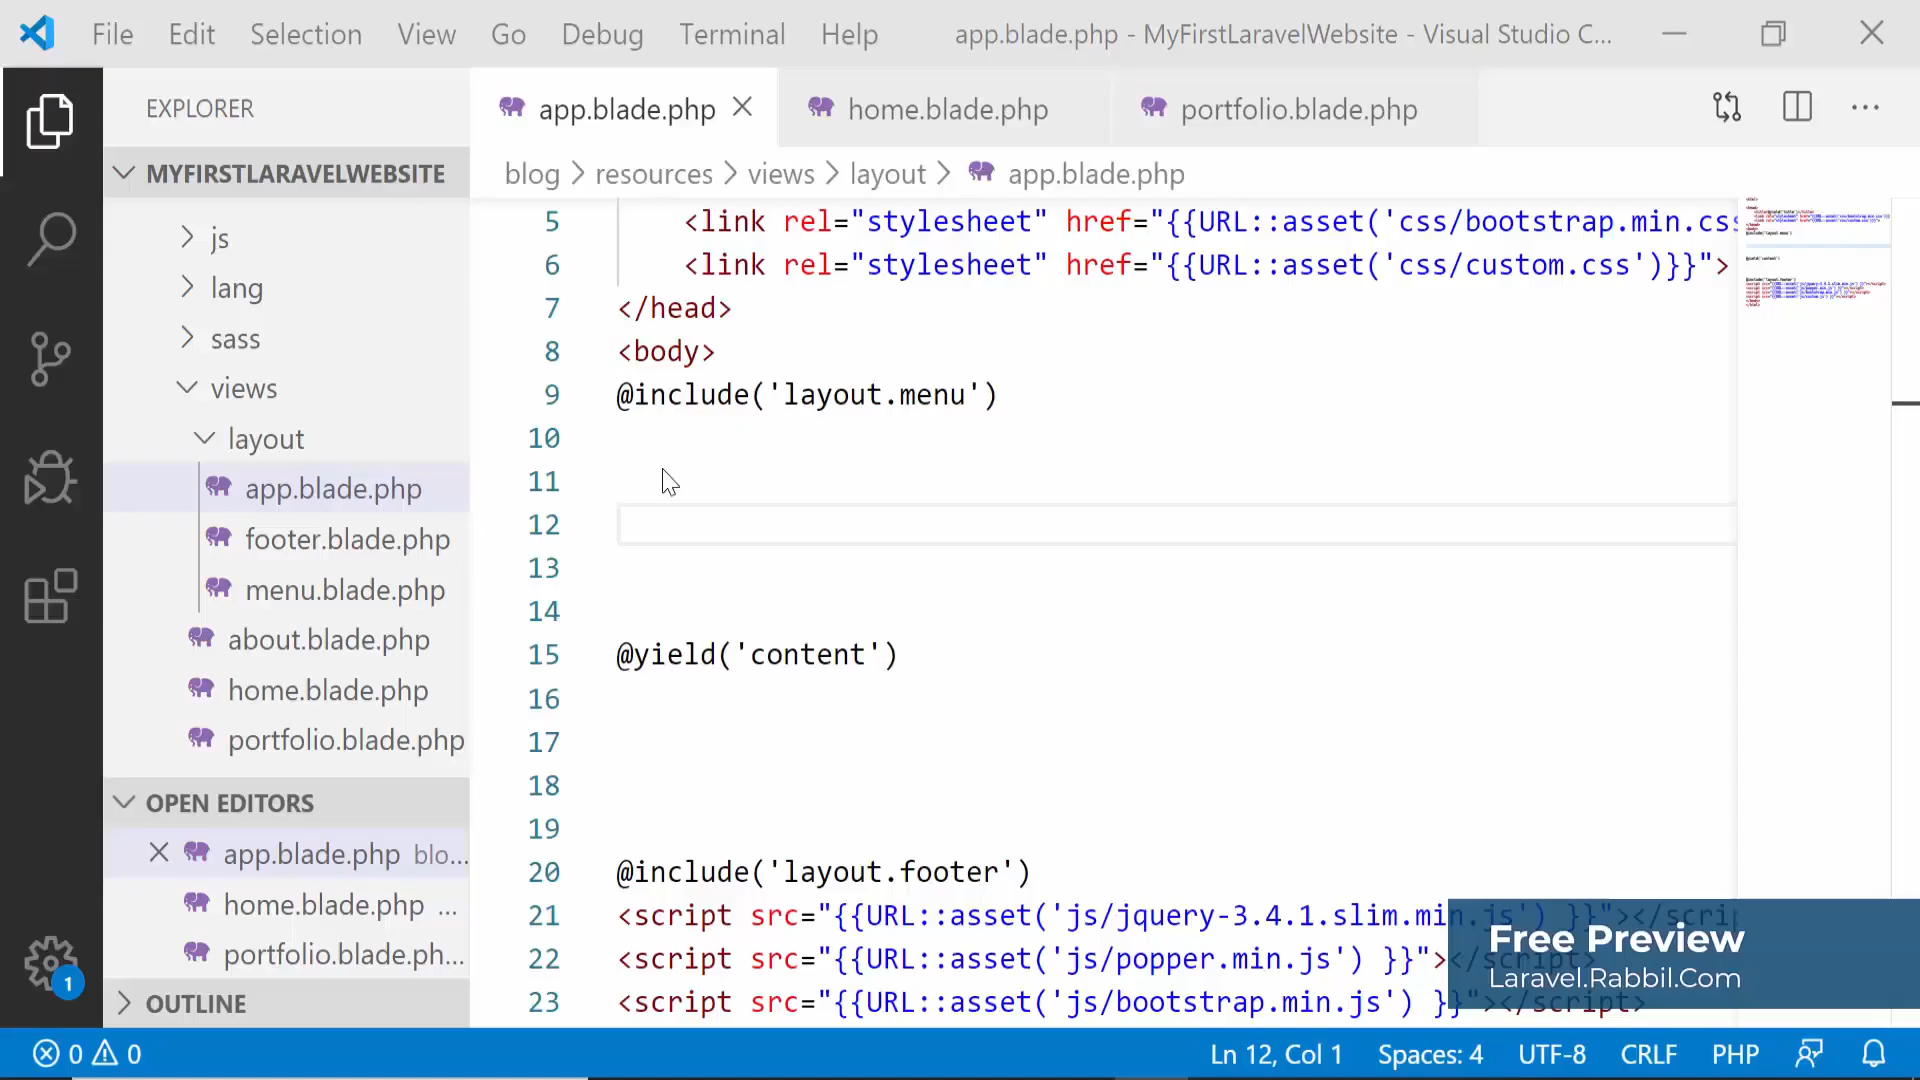 File Edit Selection View Go Debug Terminal Help app.blade.php - MyFirstLaravelWebsite - Visual Studio C...
EXPLORER
MYFIRSTLARAVELWEBSITE
js
lang
sass
views
layout
app.blade.php
footer.blade.php
menu.blade.php
about.blade.php
home.blade.php
portfolio.blade.php
OPEN EDITORS
app.blade.php blo...
home.blade.php ...
portfolio.blade.ph...
OUTLINE
1
app.blade.php home.blade.php portfolio.blade.php
blog > resources > views > layout > app.blade.php
5 <link rel="stylesheet" href="{{URL::asset('css/bootstrap.min.css
6 <link rel="stylesheet" href="{{URL::asset('css/custom.css')}}">
7 </head>
8 <body>
9 @include('layout.menu')
10
11
12
13
14
15 @yield('content')
16
17
18
19
20 @include('layout.footer')
21 <script src="{{URL::asset('js/jquery-3.4.1.slim.min.js') }}"></scrip
22 <script src="{{URL::asset('js/popper.min.js') }}"></script>
23 <script src="{{URL::asset('js/bootstrap.min.js') }}"></script>
Free Preview
Laravel.Rabbil.Com
0 0 Ln 12, Col 1 Spaces: 4 UTF-8 CRLF PHP